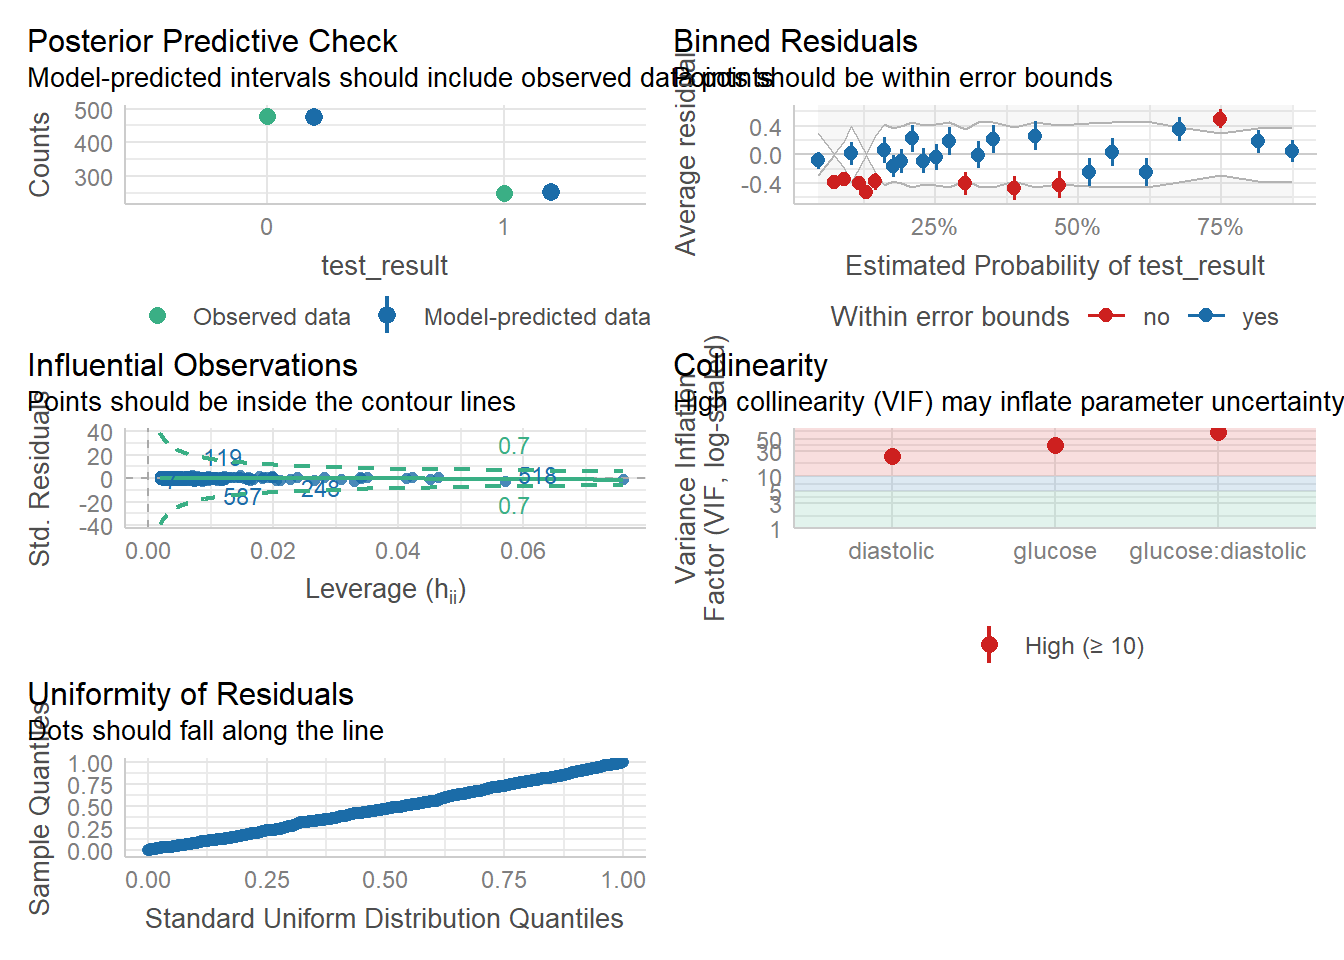 Posterior Predictive Check
Model-predicted intervals should include observed data points
Counts
500
400
300
0
1
test_result
Observed data
Model-predicted data
Binned Residuals
Points should be within error bounds
Average residual
0.4
0.0
-0.4
25%
50%
75%
Estimated Probability of test_result
Within error bounds
no
yes
Influential Observations
Points should be inside the contour lines
Std. Residuals
40
20
0
-20
-40
0.7
119
518
248
587
0.7
0.00
0.02
0.04
0.06
Leverage (hii)
Collinearity
High collinearity (VIF) may inflate parameter uncertainty
Variance Inflation
Factor (VIF, log-scaled)
50
30
10
5
3
1
diastolic
glucose
glucose:diastolic
High (≥ 10)
Uniformity of Residuals
Dots should fall along the line
Sample Quantiles
1.00
0.75
0.50
0.25
0.00
0.00
0.25
0.50
0.75
1.00
Standard Uniform Distribution Quantiles